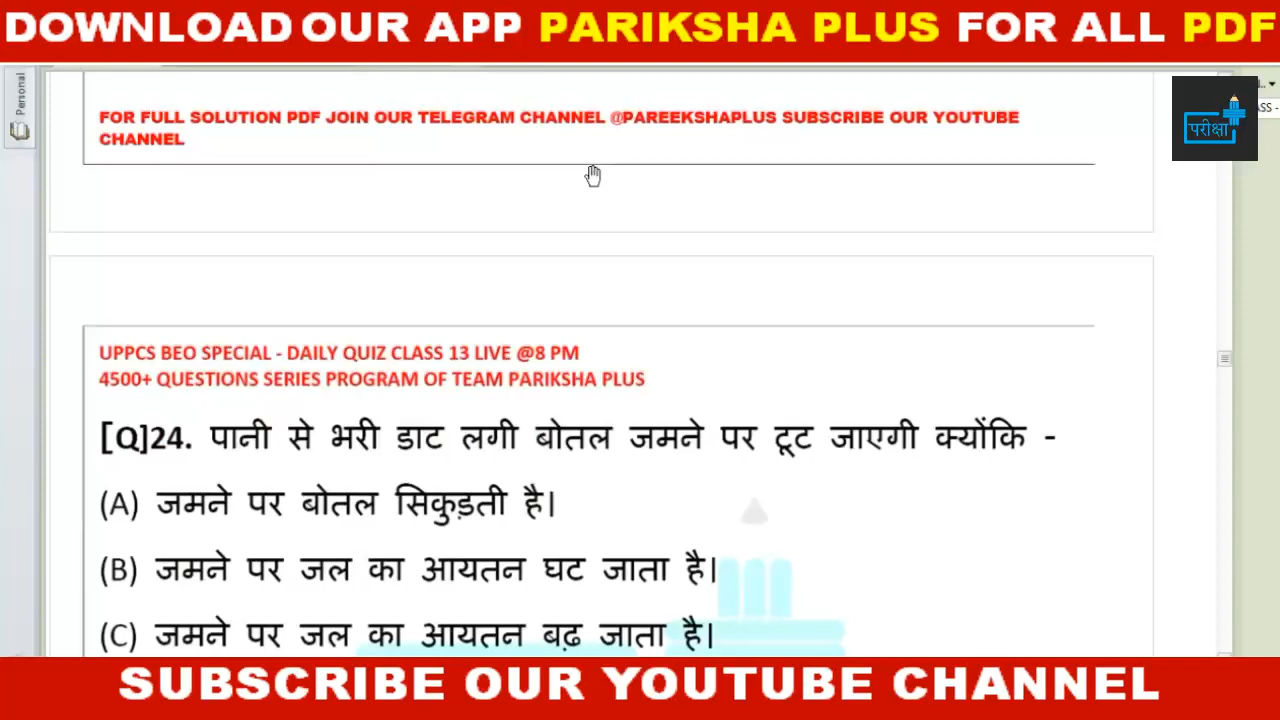 DOWNLOAD OUR APP PARIKSHA PLUS FOR ALL PDF
Personal
ASS -
परीक्षा
FOR FULL SOLUTION PDF JOIN OUR TELEGRAM CHANNEL @PAREEKSHAPLUS SUBSCRIBE OUR YOUTUBE
CHANNEL
UPPCS BEO SPECIAL - DAILY QUIZ CLASS 13 LIVE @8 PM
4500+ QUESTIONS SERIES PROGRAM OF TEAM PARIKSHA PLUS
[Q]24. पानी से भरी डाट लगी बोतल जमने पर टूट जाएगी क्योंकि -
(A) जमने पर बोतल सिकुड़ती है।
(B) जमने पर जल का आयतन घट जाता है।
(C) जमने पर जल का आयतन बढ़ जाता है।
SUBSCRIBE OUR YOUTUBE CHANNEL